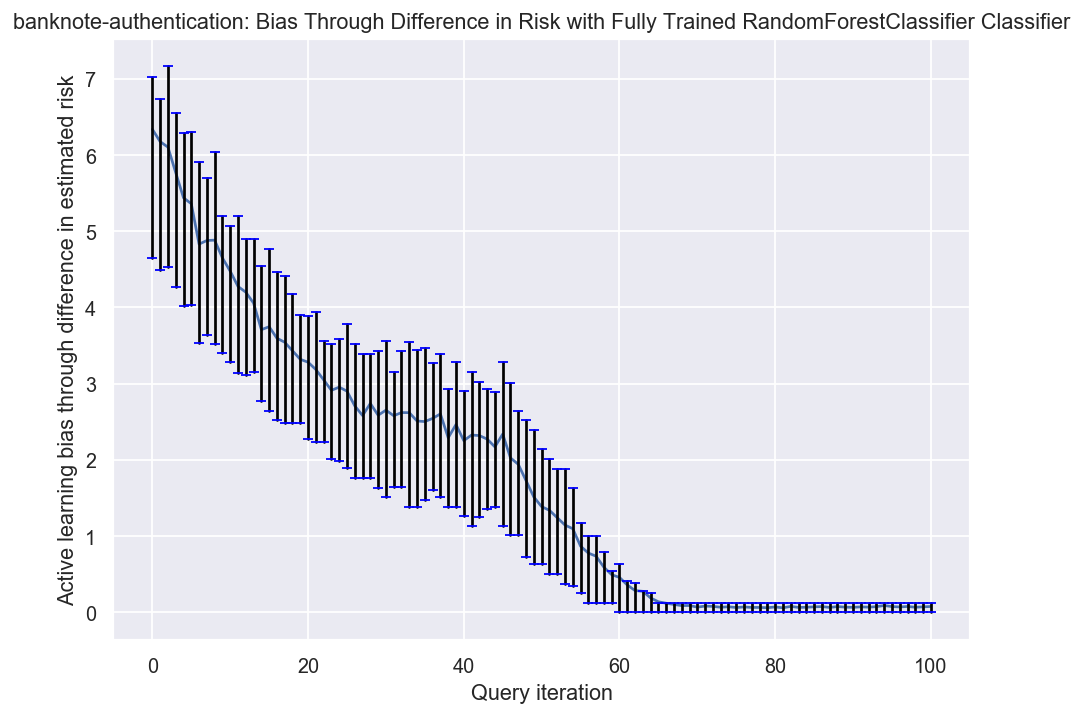 banknote-authentication: Bias Through Difference in Risk with Fully Trained RandomForestClassifier Classifier
Active learning bias through difference in estimated risk
7
6
5
4
3
2
1
0
0 20 40 60 80 100
Query iteration